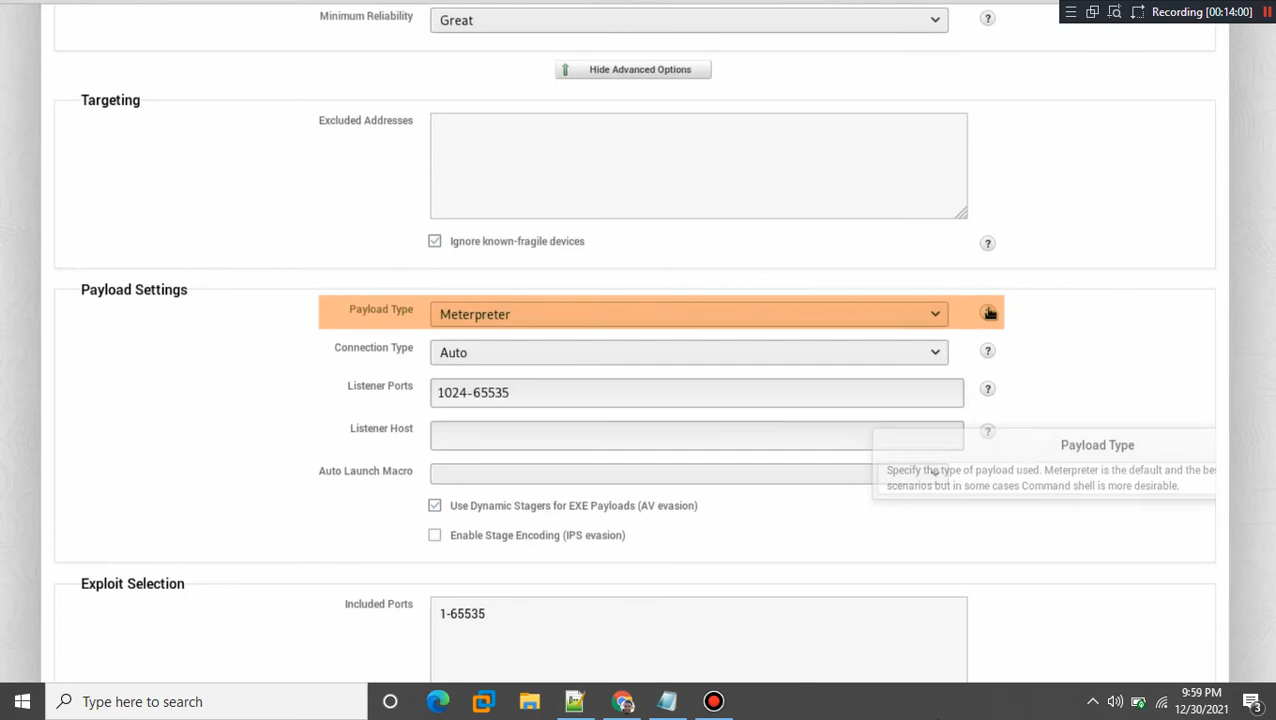 Minimum Reliability
Great
?
Recording [00:14:00]
Hide Advanced Options
Targeting
Excluded Addresses
Ignore known-fragile devices
?
Payload Settings
Payload Type
Meterpreter
Connection Type
Auto
?
Listener Ports
1024-65535
?
Listener Host
?
Payload Type
Specify the type of payload used. Meterpreter is the default and the
scenarios but in some cases Command shell is more desirable.
Auto Launch Macro
Use Dynamic Stagers for EXE Payloads (AV evasion)
Enable Stage Encoding (IPS evasion)
Exploit Selection
Included Ports
1-65535
Type here to search
9:59 PM
12/30/2021
3